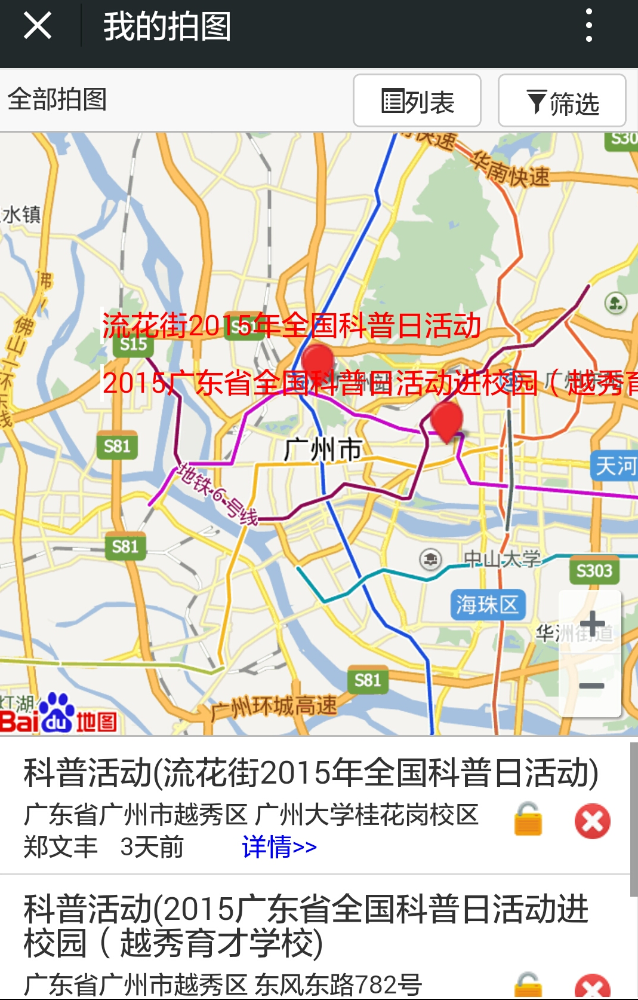 我的拍图
全部拍图
列表
筛选
华南快速
S30
水镇
佛
佛山一环东线
流花街2015年全国科普日活动
S15
2015广东省全国科普日活动进校园（越秀育
S81
广州市
天河
地铁6号线
S81
中山大学
S303
海珠区
华洲街道
S81
广州环城高速
Bai du 地图
科普活动(流花街2015年全国科普日活动)
广东省广州市越秀区 广州大学桂花岗校区
郑文丰 3天前 详情>>
科普活动(2015广东省全国科普日活动进
校园（越秀育才学校)
广东省广州市越秀区 东风东路782号